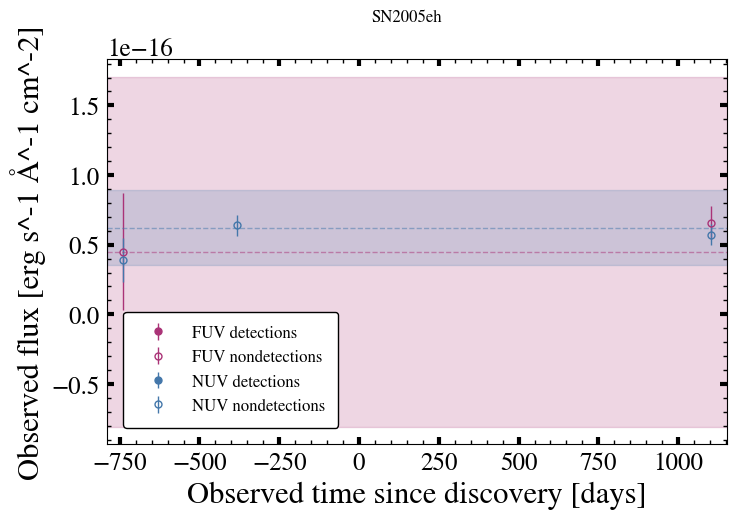 SN2005eh
1e−16
Observed flux [erg s^-1 Å^-1 cm^-2]
1.5
1.0
0.5
0.0
−0.5
FUV detections
FUV nondetections
NUV detections
NUV nondetections
−750 −500 −250 0 250 500 750 1000
Observed time since discovery [days]